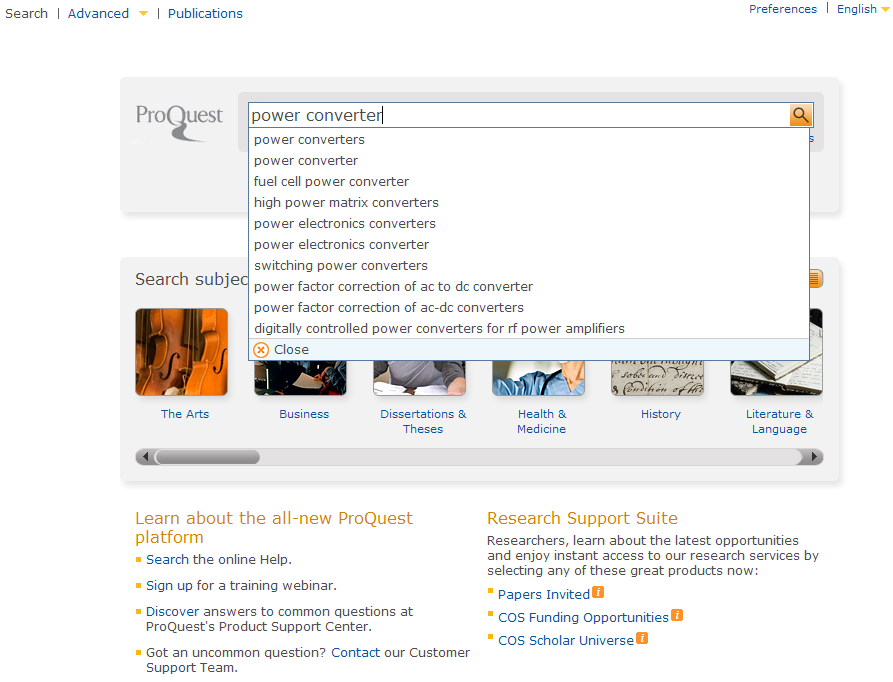 Search | Advanced | Publications
Preferences | English
ProQuest
power converter
s
power converters
power converter
fuel cell power converter
high power matrix converters
power electronics converters
power electronics converter
switching power converters
power factor correction of ac to dc converter
power factor correction of ac-dc converters
digitally controlled power converters for rf power amplifiers
Close
Search subjec
The Arts
Business
Dissertations &
Theses
Health &
Medicine
History
Literature &
Language
Learn about the all-new ProQuest
platform
Search the online Help.
Sign up for a training webinar.
Discover answers to common questions at
ProQuest's Product Support Center.
Got an uncommon question? Contact our Customer
Support Team.
Research Support Suite
Researchers, learn about the latest opportunities
and enjoy instant access to our research services by
selecting any of these great products now:
Papers Invited i
COS Funding Opportunities i
COS Scholar Universe i